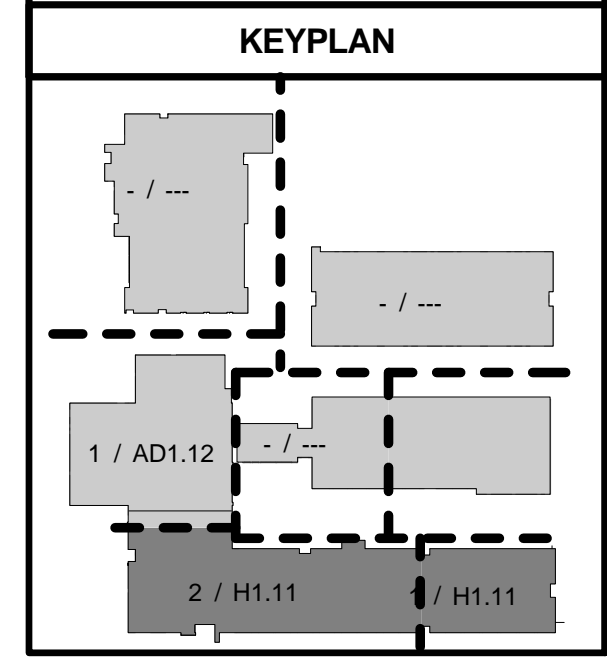 KEYPLAN
- / ---
- / ---
1 / AD1.12
- / ---
2 / H1.11
/ H1.11